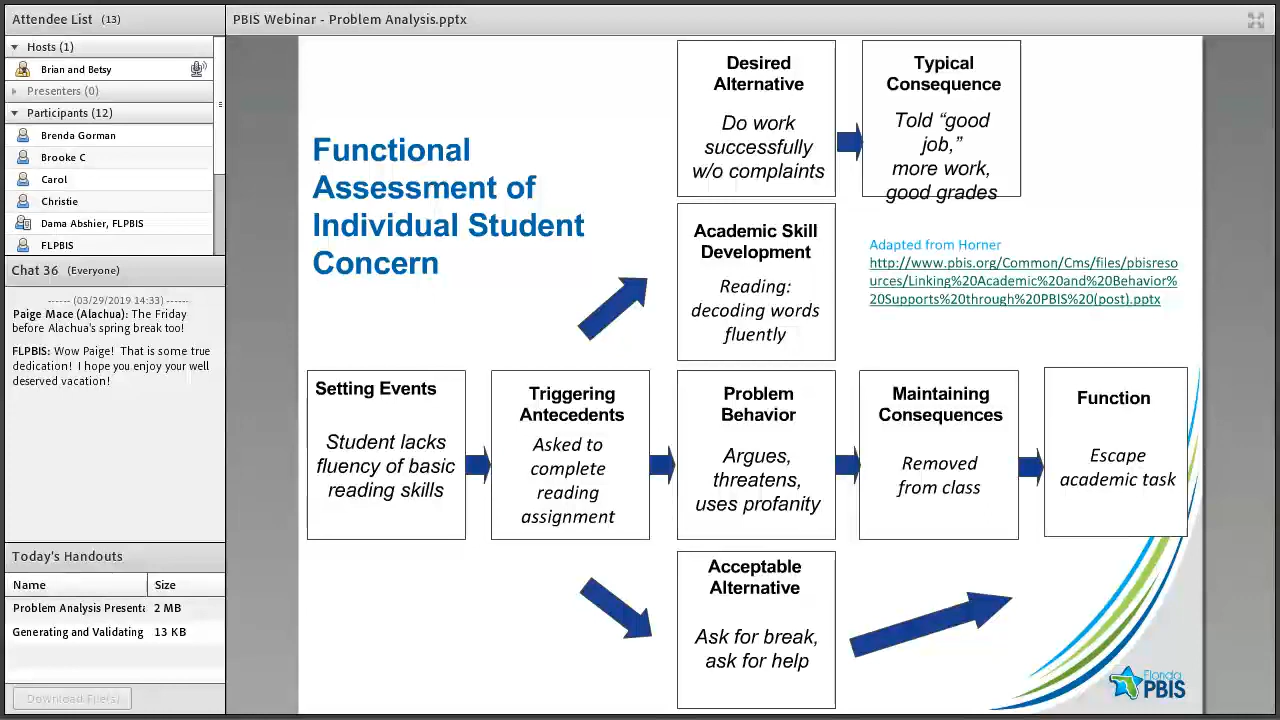 Attendee List (13)
Hosts (1)
Brian and Betsy
Presenters (0)
Participants (12)
Brenda Gorman
Brooke C
Carol
Christie
Dama Abshier, FLPBIS
FLPBIS
Chat 36 (Everyone)
------ (03/29/2019 14:33) ------
Paige Mace (Alachua): The Friday
before Alachua's spring break too!
FLPBIS: Wow Paige! That is some true
dedication! I hope you enjoy your well
deserved vacation!
Today's Handouts
Name Size
Problem Analysis Presenta 2 MB
Generating and Validating 13 KB
Download File(s)
PBIS Webinar - Problem Analysis.pptx
Functional
Assessment of
Individual Student
Concern
Desired
Alternative
Do work
successfully
w/o complaints
Typical
Consequence
Told “good
job,”
more work,
good grades
Academic Skill
Development
Reading:
decoding words
fluently
Adapted from Horner
http://www.pbis.org/Common/Cms/files/pbisreso
urces/Linking%20Academic%20and%20Behavior%
20Supports%20through%20PBIS%20(post).pptx
Setting Events
Student lacks
fluency of basic
reading skills
Triggering
Antecedents
Asked to
complete
reading
assignment
Problem
Behavior
Argues,
threatens,
uses profanity
Maintaining
Consequences
Removed
from class
Function
Escape
academic task
Acceptable
Alternative
Ask for break,
ask for help
Florida
PBIS